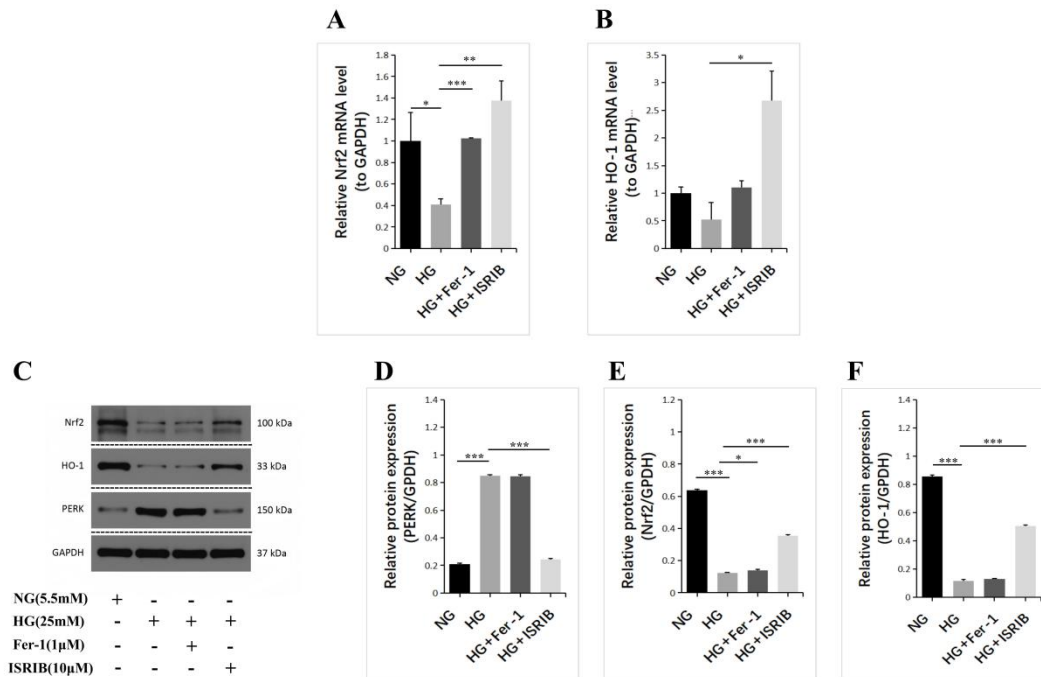 A
Relative Nrf2 mRNA level
(to GAPDH)
1.8
1.6
1.4
1.2
1
0.8
0.6
0.4
0.2
0
*
***
**
NG
HG
HG+Fer-1
HG+ISRIB
B
Relative HO-1 mRNA level
(to GAPDH)
3.5
3
2.5
2
1.5
1
0.5
0
*
NG
HG
HG+Fer-1
HG+ISRIB
C
Nrf2 100 kDa
HO-1 33 kDa
PERK 150 kDa
GAPDH 37 kDa
NG(5.5mM) + - - -
HG(25mM) - + + +
Fer-1(1μM) - - + -
ISRIB(10μM) - - - +
D
Relative protein expression
(PERK/GPDH)
1.4
1.2
1
0.8
0.6
0.4
0.2
0
***
***
NG
HG
HG+Fer-1
HG+ISRIB
E
Relative protein expression
(Nrf2/GPDH)
1.4
1.2
1
0.8
0.6
0.4
0.2
0
***
*
***
NG
HG
HG+Fer-1
HG+ISRIB
F
Relative protein expression
(HO-1/GPDH)
1.4
1.2
1
0.8
0.6
0.4
0.2
0
***
***
NG
HG
HG+Fer-1
HG+ISRIB